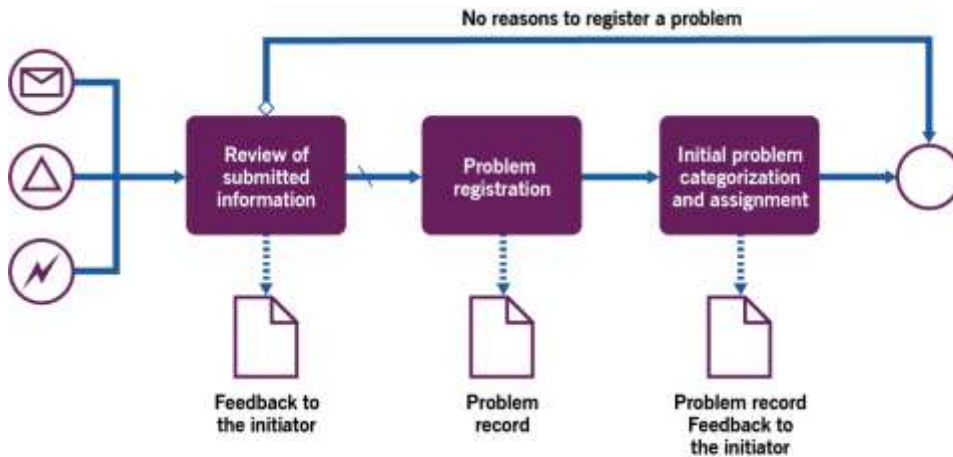 No reasons to register a problem
Review of
submitted
information
Problem
registration
Initial problem
categorization
and assignment
Feedback to
the initiator
Problem
record
Problem record
Feedback to
the initiator